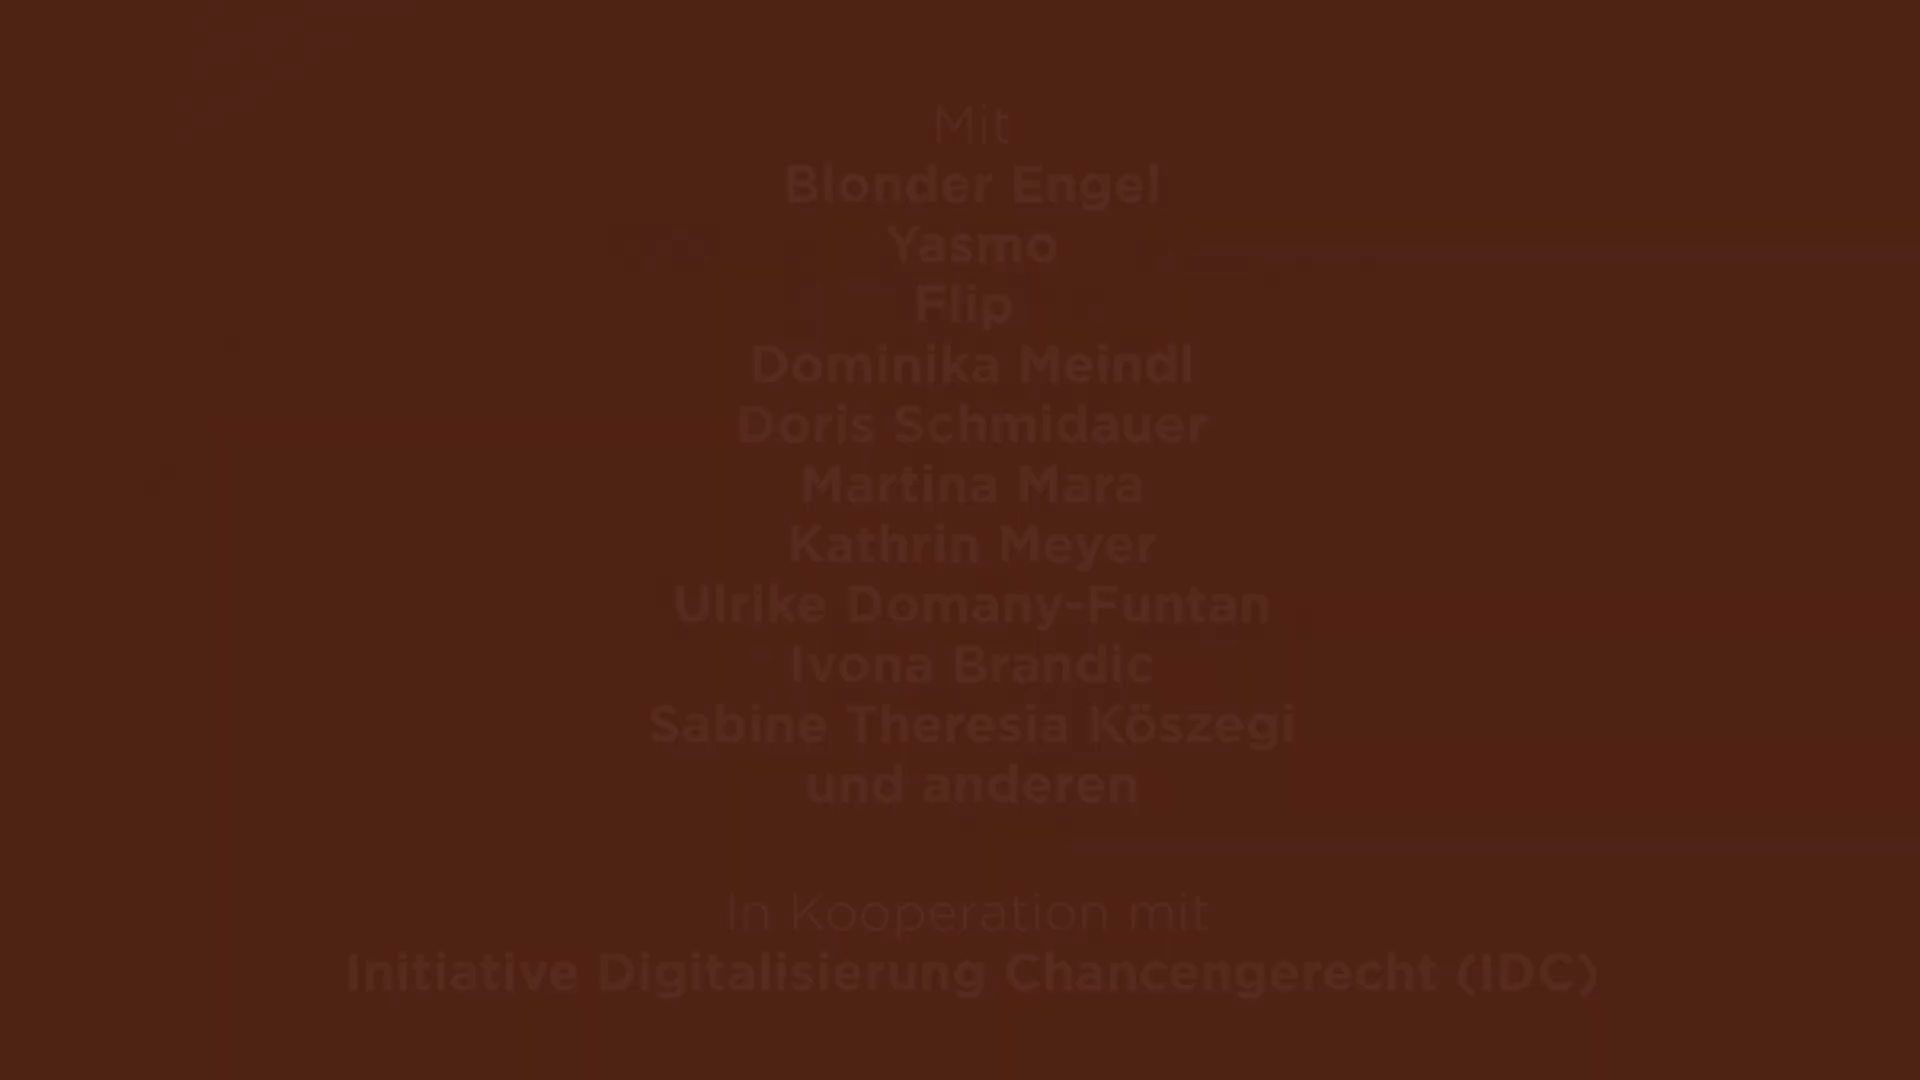 Mit
Blonder Engel
Yasmo
Flip
Dominika Meindl
Doris Schmidauer
Martina Mara
Kathrin Meyer
Ulrike Domany-Funtan
Ivona Brandic
Sabine Theresia Köszegi
und anderen
In Kooperation mit
Initiative Digitalisierung Chancengerecht (IDC)